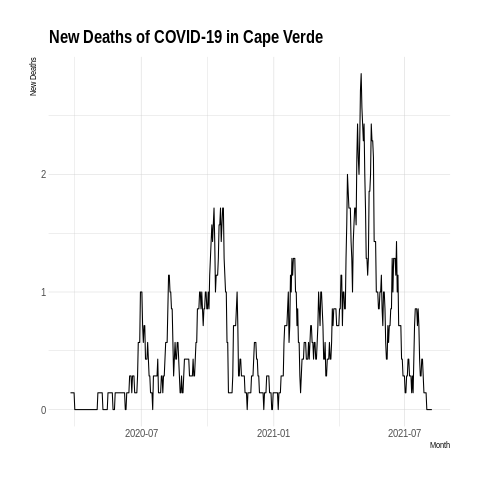 New Deaths of COVID-19 in Cape Verde
New Deaths
2
1
0
2020-07
2021-01
2021-07
Month